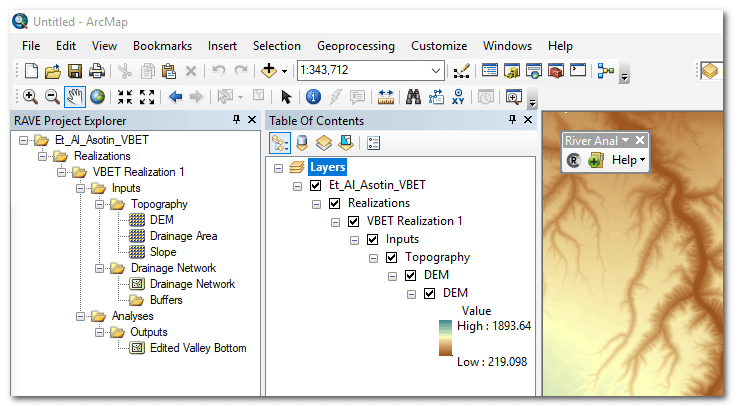 Untitled - ArcMap
File Edit View Bookmarks Insert Selection Geoprocessing Customize Windows Help
1:343,712
XY
RAVE Project Explorer
Et_Al_Asotin_VBET
Realizations
VBET Realization 1
Inputs
Topography
DEM
Drainage Area
Slope
Drainage Network
Drainage Network
Buffers
Analyses
Outputs
Edited Valley Bottom
Table Of Contents
Layers
Et_Al_Asotin_VBET
Realizations
VBET Realization 1
Inputs
Topography
DEM
DEM
Value
High : 1893.64
Low : 219.098
River Anal
R Help